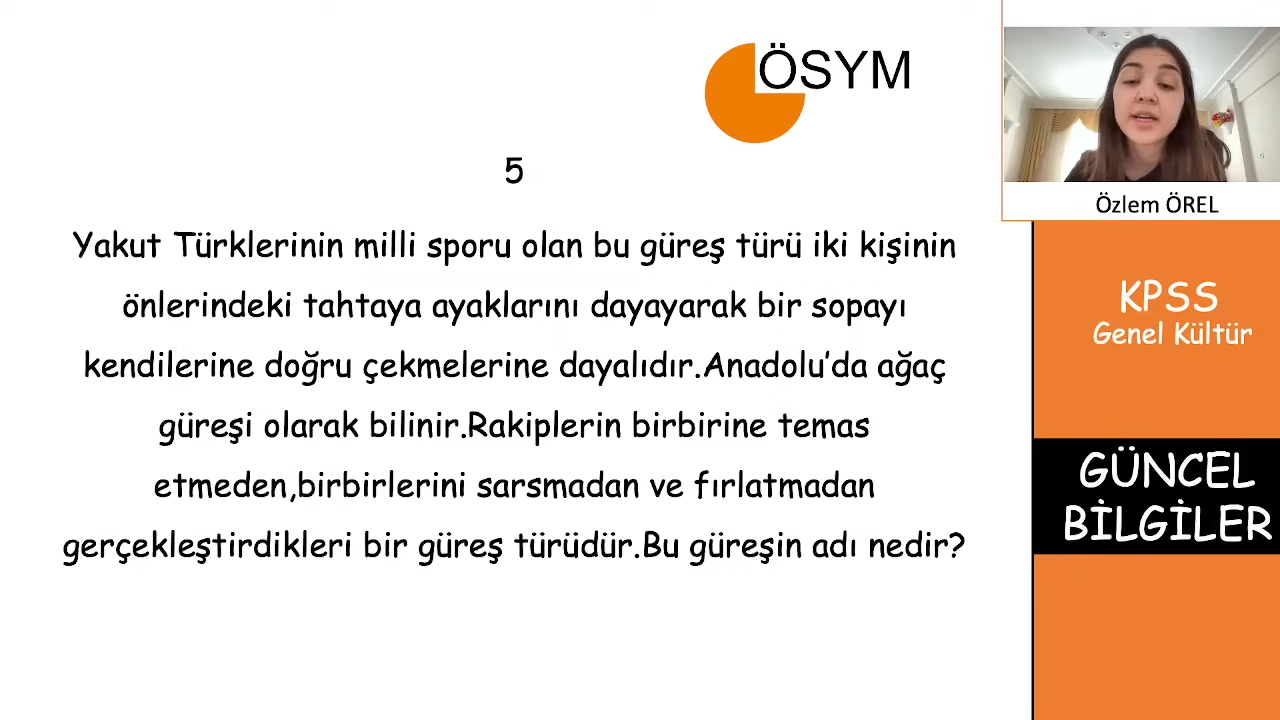 ÖSYM
5
Yakut Türklerinin milli sporu olan bu güreş türü iki kişinin
önlerindeki tahtaya ayaklarını dayayarak bir sopayı
kendilerine doğru çekmelerine dayalıdır.Anadolu’da ağaç
güreşi olarak bilinir.Rakiplerin birbirine temas
etmeden,birbirlerini sarsmadan ve fırlatmadan
gerçekleştirdikleri bir güreş türüdür.Bu güreşin adı nedir?
Özlem ÖREL
KPSS
Genel Kültür
GÜNCEL
BİLGİLER